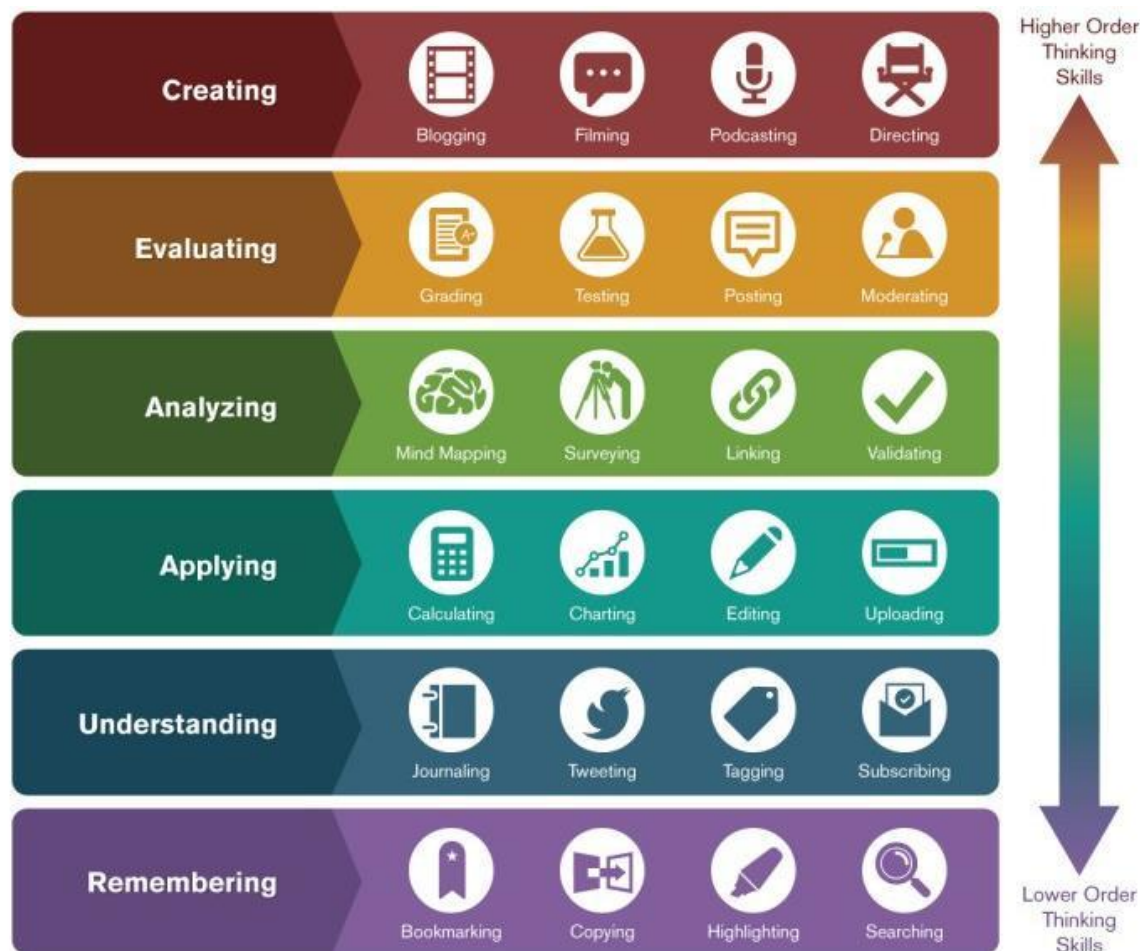 Higher Order
Thinking
Skills
Creating
Blogging Filming Podcasting Directing
Evaluating
A+
Grading Testing Posting Moderating
Analyzing
Mind Mapping Surveying Linking Validating
Applying
Calculating Charting Editing Uploading
Understanding
Journaling Tweeting Tagging Subscribing
Remembering
Bookmarking Copying Highlighting Searching
Lower Order
Thinking
Skills